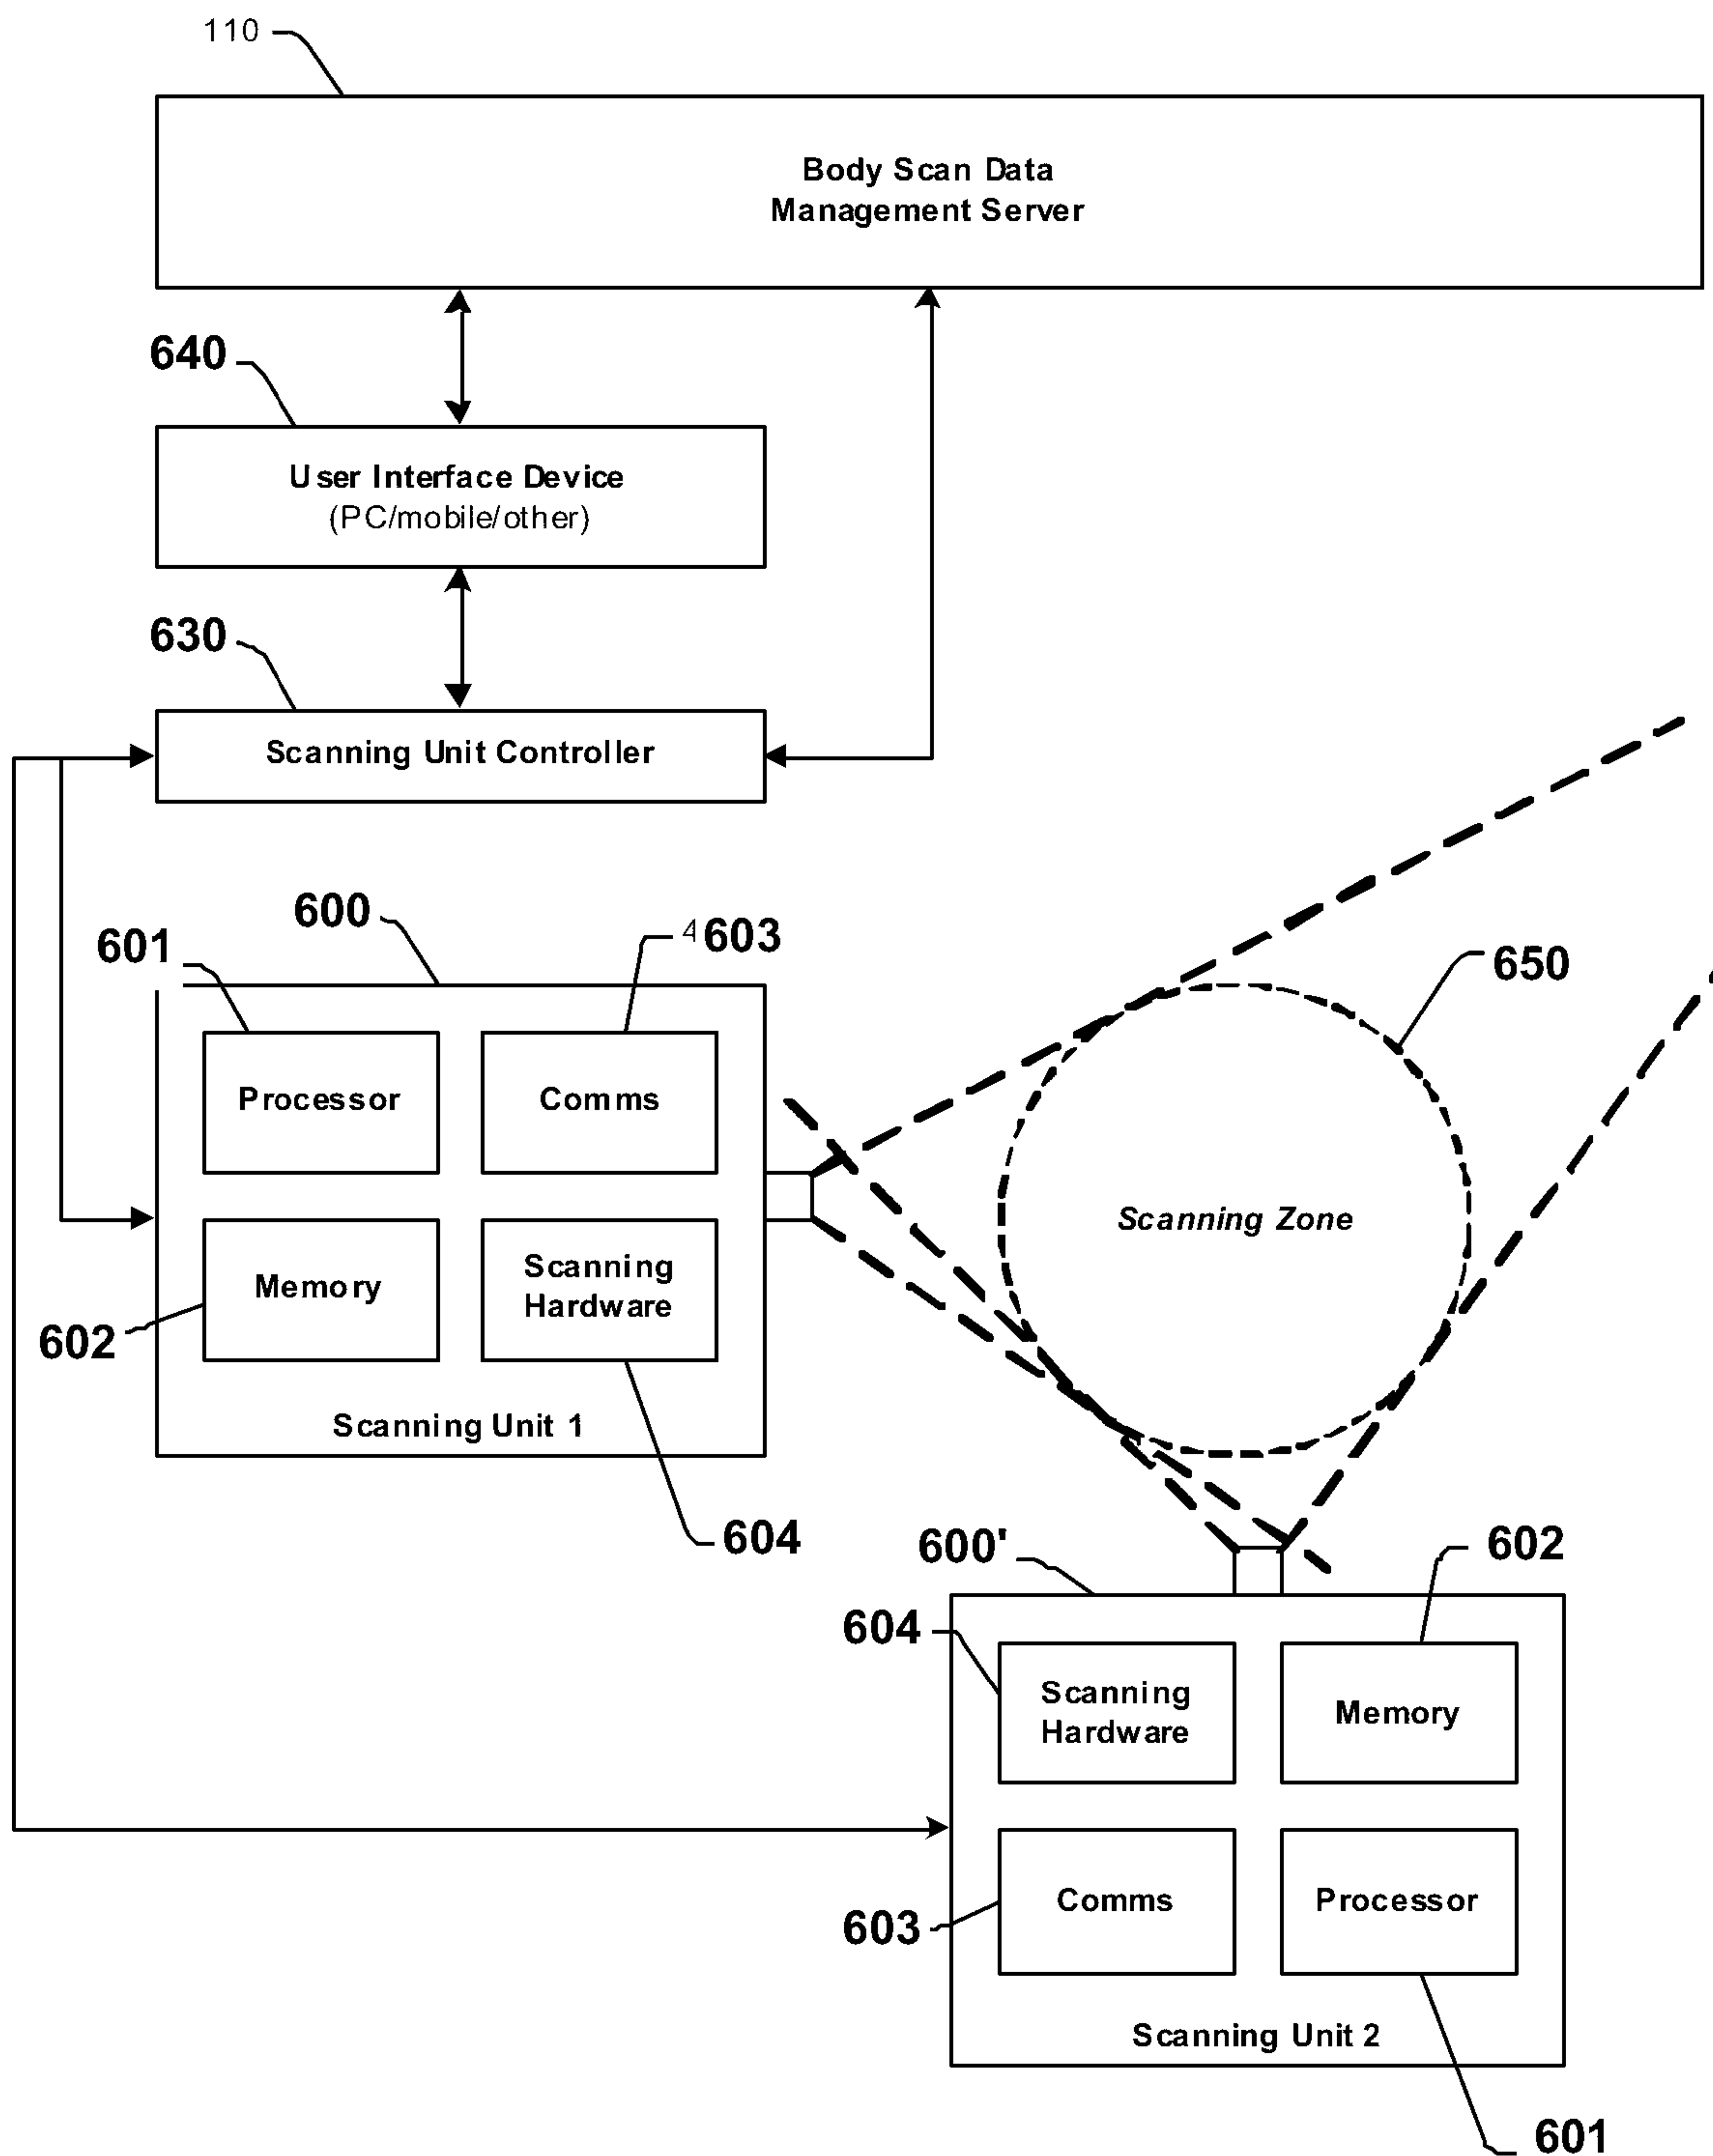 110
Body Scan Data
Management Server
640
User Interface Device
(PC/mobile/other)
630
Scanning Unit Controller
600
601
4603
650
Processor
Comms
Scanning Zone
Memory
Scanning
Hardware
602
Scanning Unit 1
604
600'
602
604
Scanning
Hardware
Memory
Comms
Processor
603
Scanning Unit 2
601